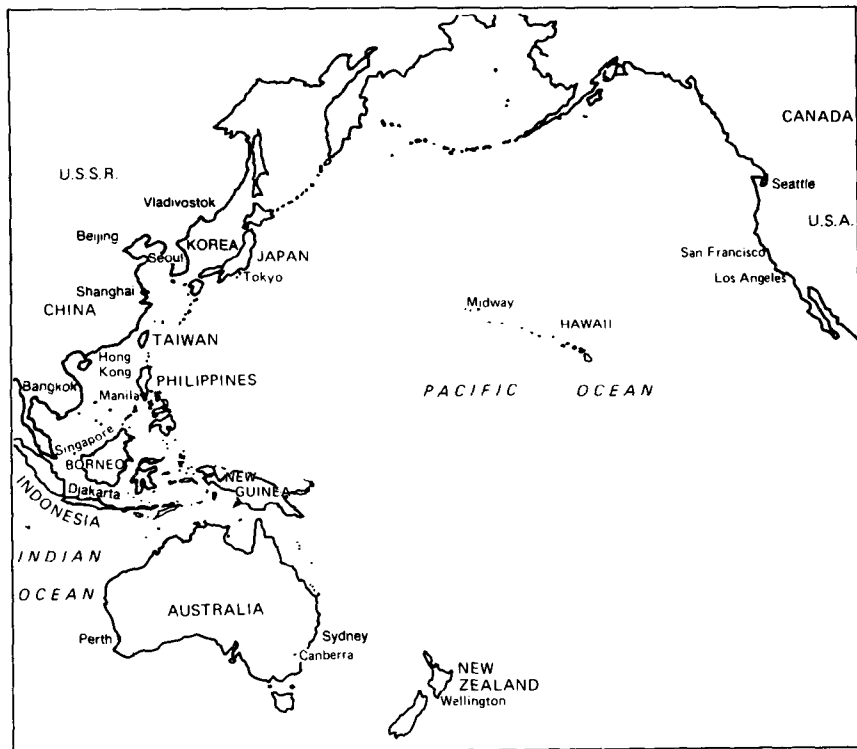 CANADA
U.S.S.R.
Seattle
Vladivostok
U.S.A.
Beijing
KOREA
JAPAN
Seoul
San Francisco
Tokyo
Los Angeles
Shanghai
Midway
CHINA
HAWAII
TAIWAN
Hong
Kong
PHILIPPINES
Bangkok
Manila
PACIFIC OCEAN
Singapore
BORNEO
NEW
GUINEA
Djakarta
INDONESIA
INDIAN
OCEAN
AUSTRALIA
Perth
Sydney
Canberra
NEW
ZEALAND
Wellington